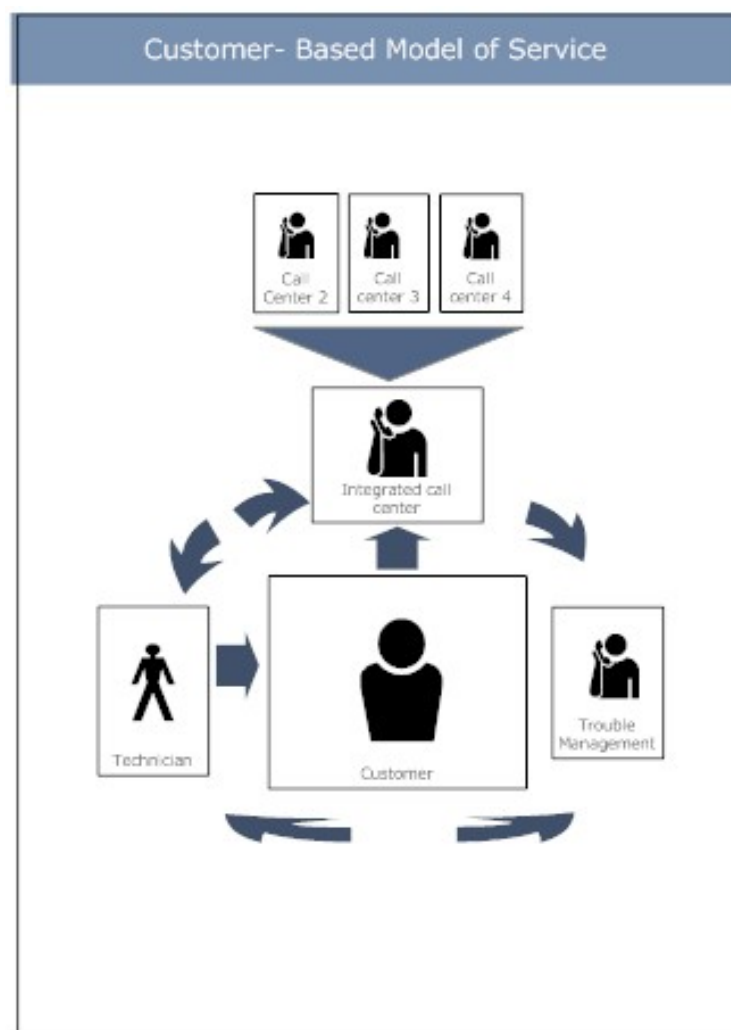 Customer- Based Model of Service
Call
Center 2
Call
center 3
Call
center 4
Integrated call
center
Technician
Customer
Trouble
Management